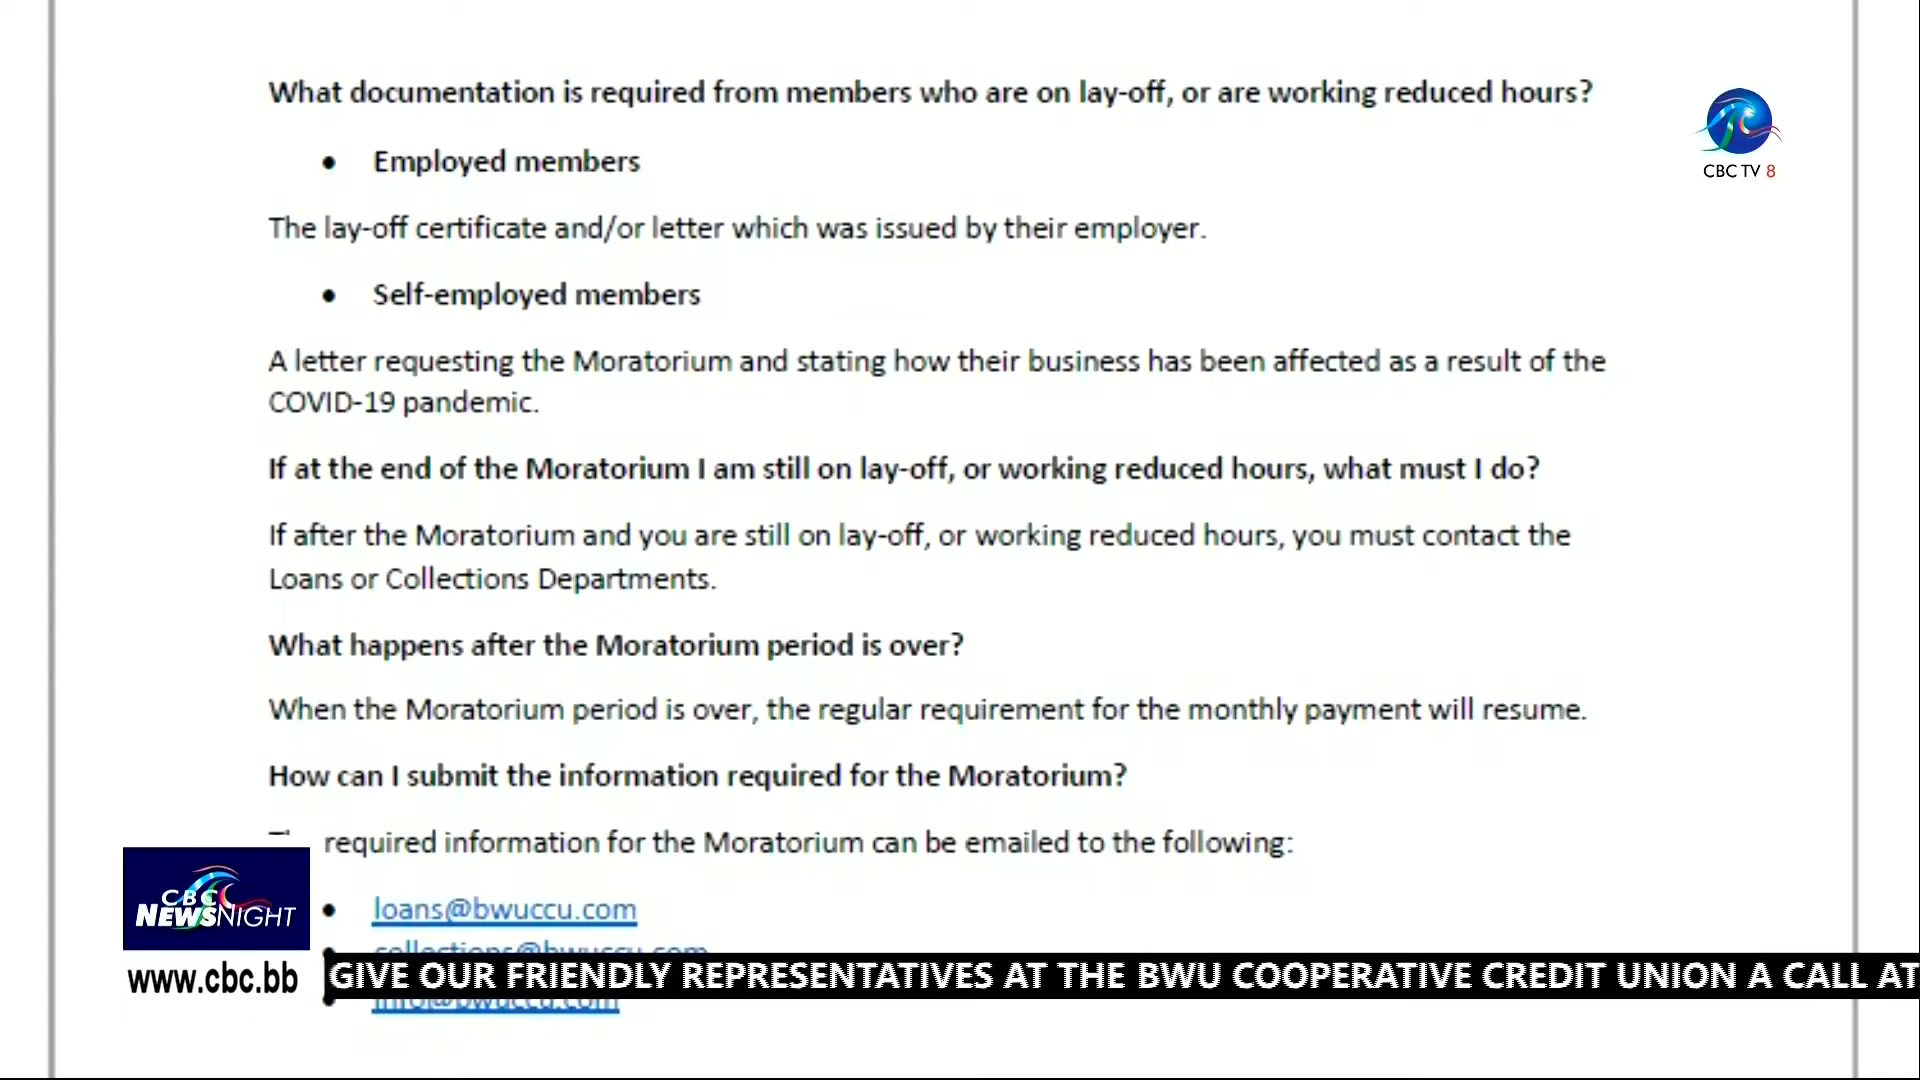 What documentation is required from members who are on lay-off, or are working reduced hours?
CBC TV 8
• Employed members
The lay-off certificate and/or letter which was issued by their employer.
• Self-employed members
A letter requesting the Moratorium and stating how their business has been affected as a result of the
COVID-19 pandemic.
If at the end of the Moratorium I am still on lay-off, or working reduced hours, what must I do?
If after the Moratorium and you are still on lay-off, or working reduced hours, you must contact the
Loans or Collections Departments.
What happens after the Moratorium period is over?
When the Moratorium period is over, the regular requirement for the monthly payment will resume.
How can I submit the information required for the Moratorium?
required information for the Moratorium can be emailed to the following:
• loans@bwuccu.com
• collections@bwuccu.com
• info@bwuccu.com
CBC
NEWSNIGHT
www.cbc.bb
GIVE OUR FRIENDLY REPRESENTATIVES AT THE BWU COOPERATIVE CREDIT UNION A CALL AT